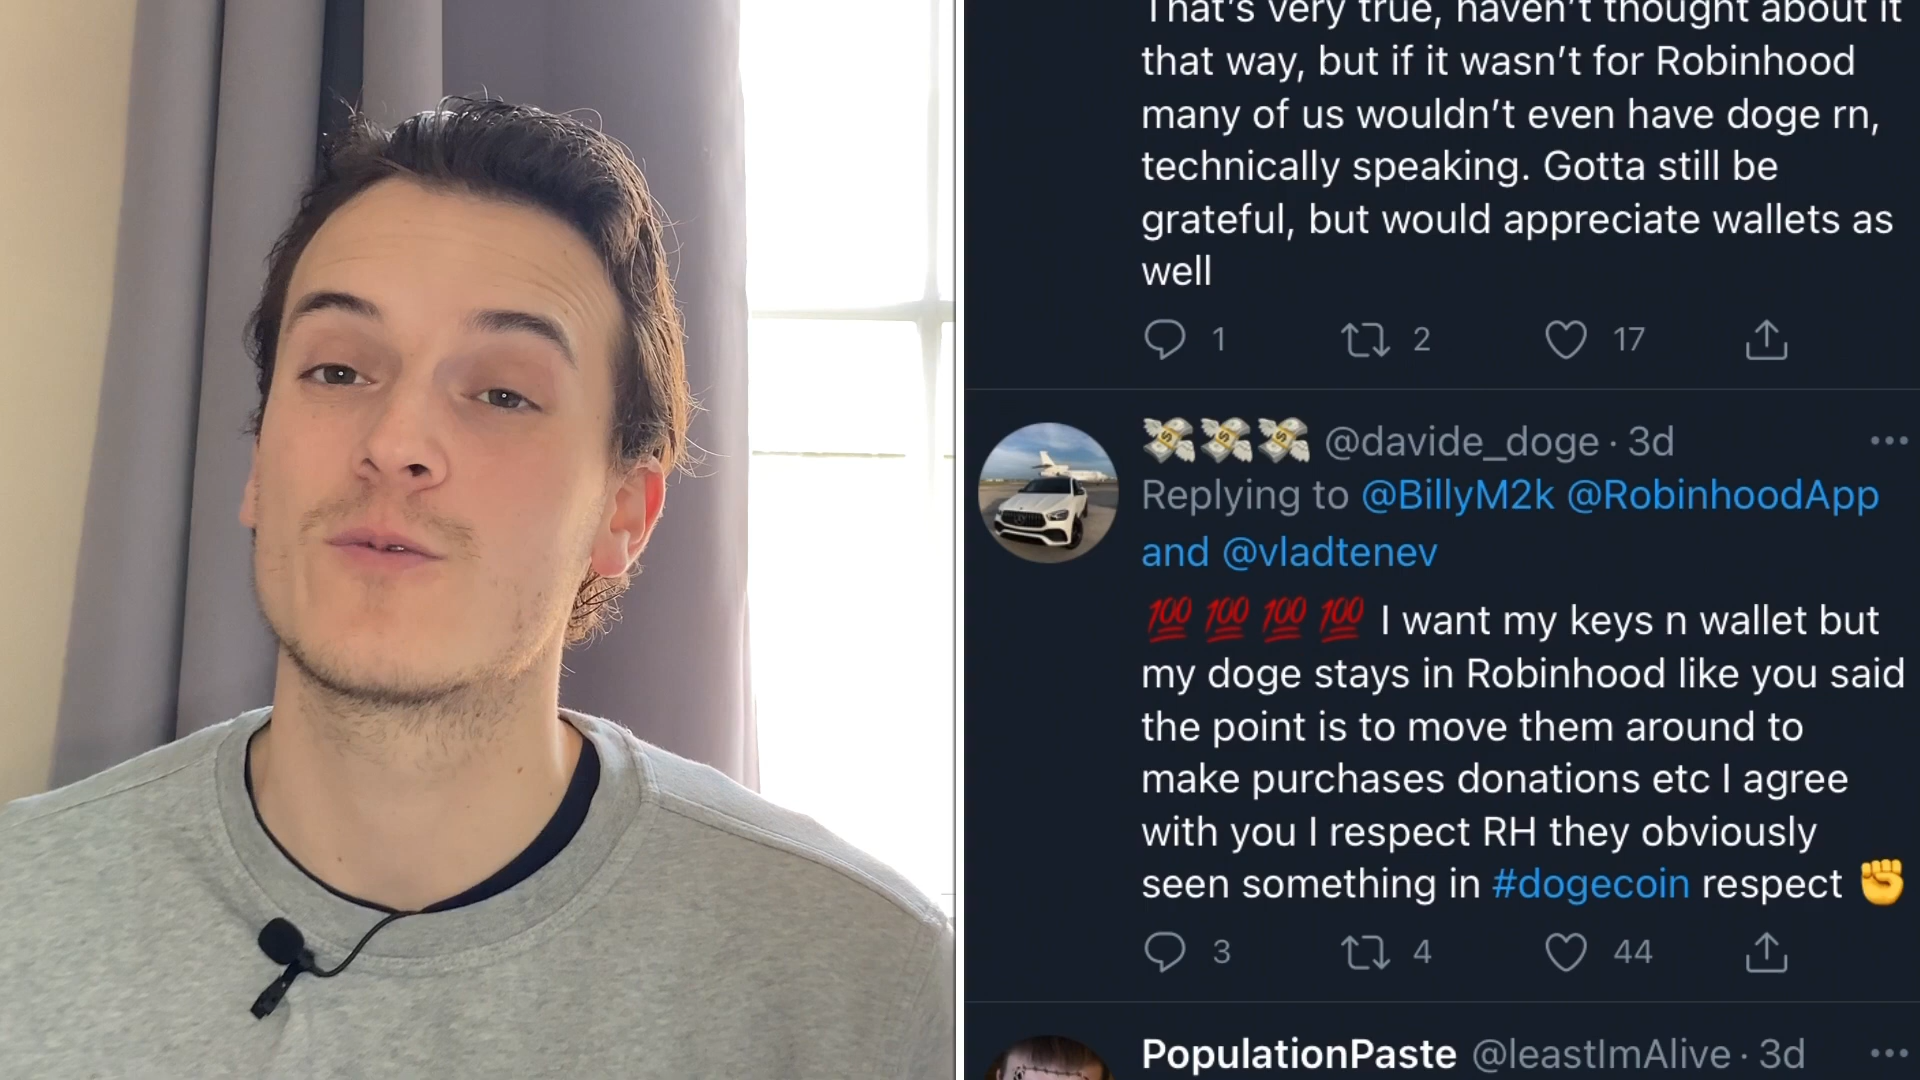 That's very true, haven't thought about it
that way, but if it wasn't for Robinhood
many of us wouldn't even have doge rn,
technically speaking. Gotta still be
grateful, but would appreciate wallets as
well
1 2 17
💸💸💸 @davide_doge · 3d
Replying to @BillyM2k @RobinhoodApp
and @vladtenev
💯 💯 💯 💯 I want my keys n wallet but
my doge stays in Robinhood like you said
the point is to move them around to
make purchases donations etc I agree
with you I respect RH they obviously
seen something in #dogecoin respect ✊
3 4 44
PopulationPaste @leastImAlive · 3d